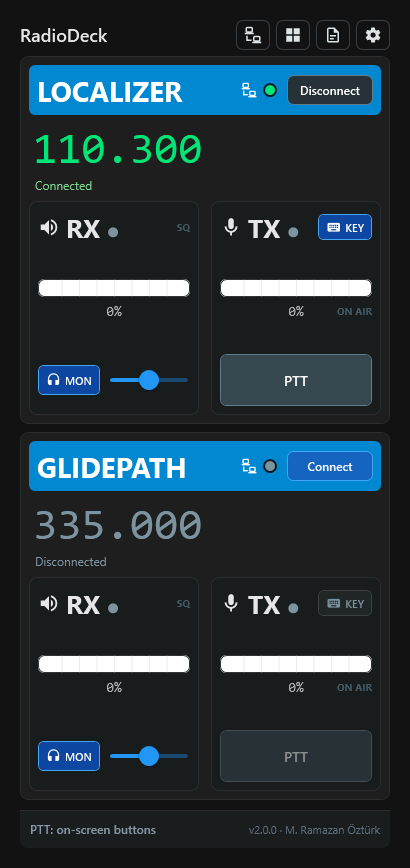 RadioDeck
LOCALIZER
Disconnect
110.300
Connected
RX
SQ
TX
KEY
0%
0%
ON AIR
MON
PTT
GLIDEPATH
Connect
335.000
Disconnected
RX
SQ
TX
KEY
0%
0%
ON AIR
MON
PTT
PTT: on-screen buttons
v2.0.0 · M. Ramazan Öztürk